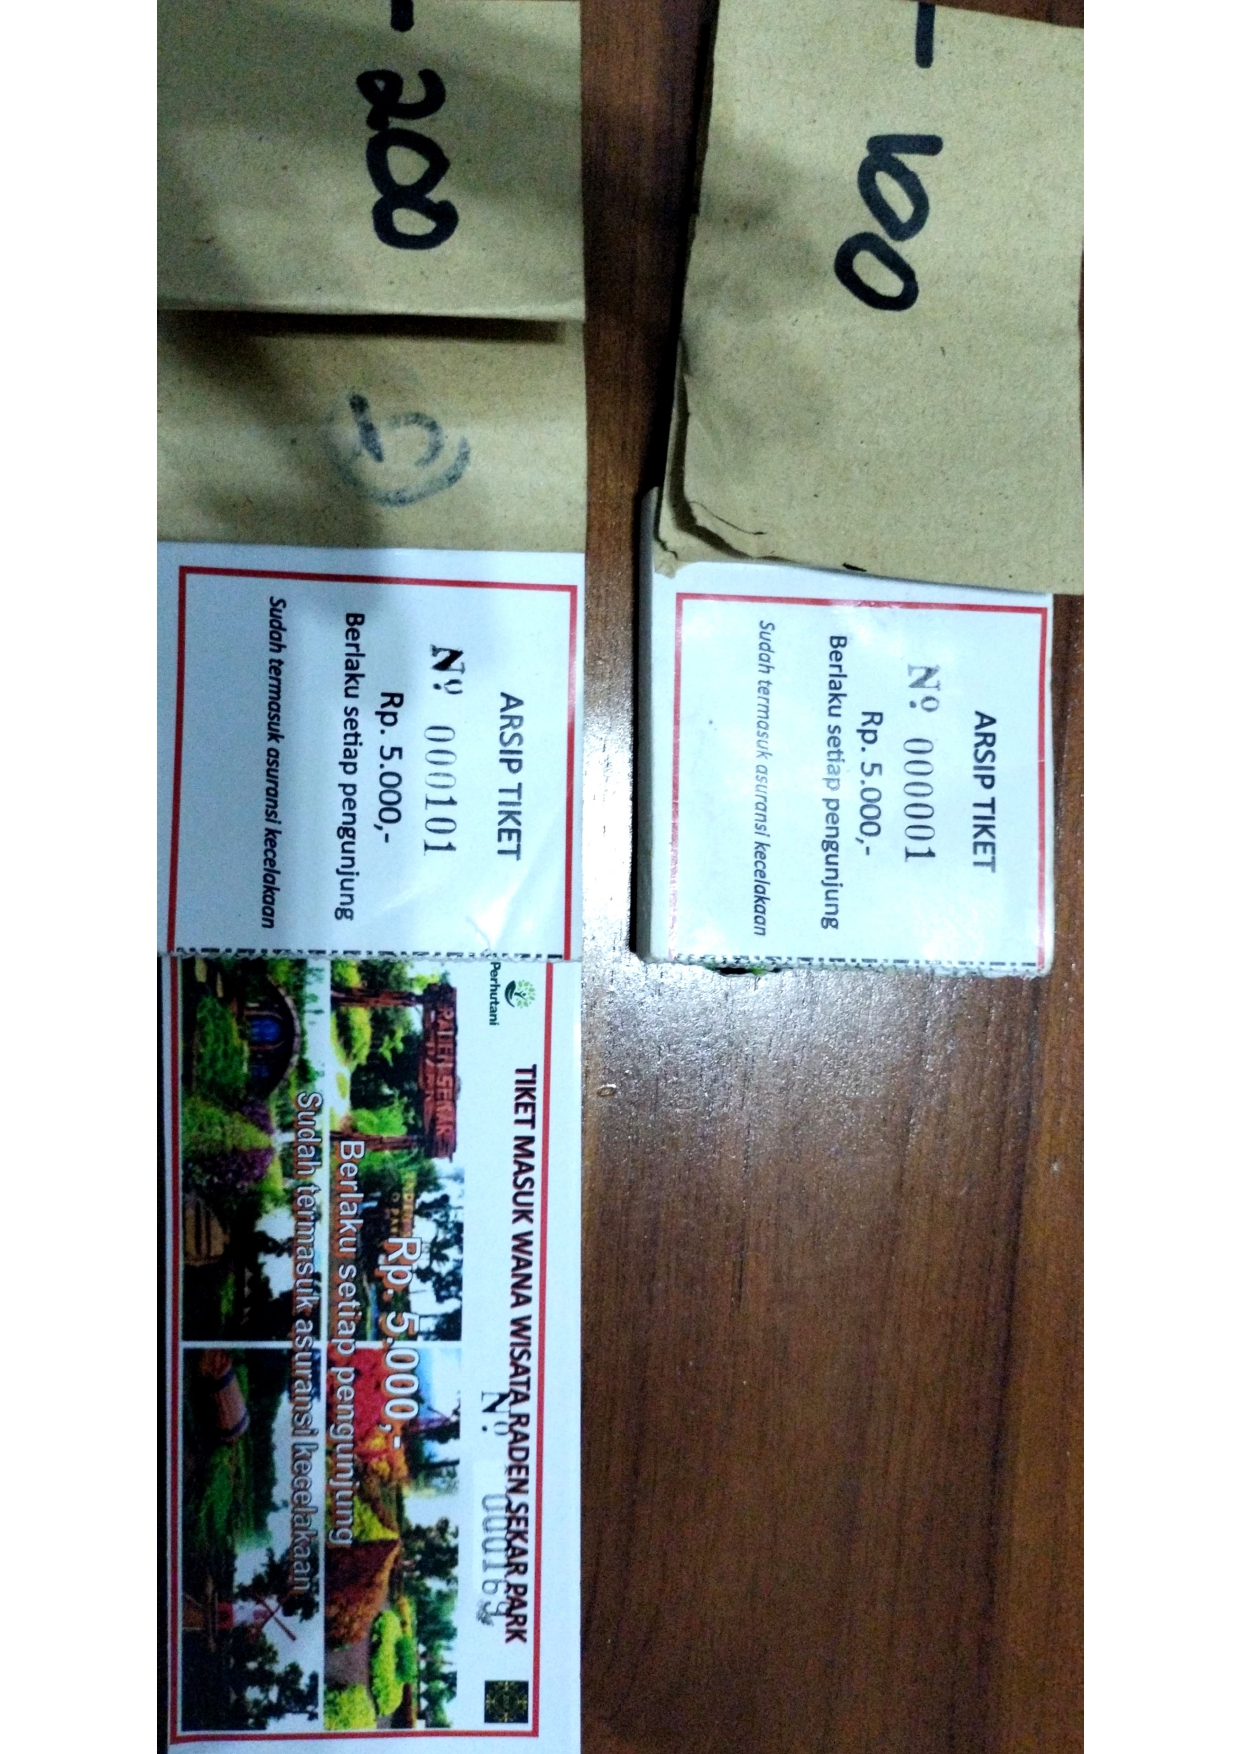 - 200
ARSIP TIKET
Nº 000101
Rp. 5.000,-
Berlaku setiap pengunjung
Sudah termasuk asuransi kecelakaan
Perhutani
TIKET MASUK WANA WISATA RADEN SEKAR PARK
Nº 000169
Rp. 5.000,-
Berlaku setiap pengunjung
Sudah termasuk asuransi kecelakaan
- 100
ARSIP TIKET
Nº 000001
Rp. 5.000,-
Berlaku setiap pengunjung
Sudah termasuk asuransi kecelakaan